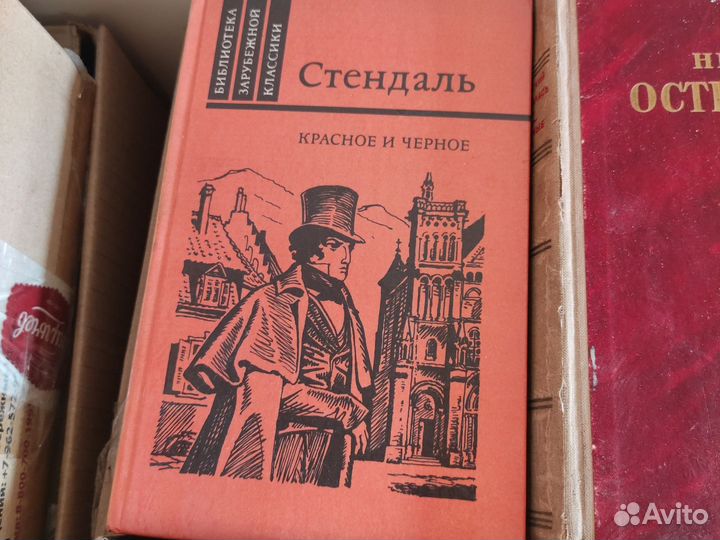 БИБЛИОТЕКА
ЗАРУБЕЖНОЙ
КЛАССИКИ
Стендаль
КРАСНОЕ И ЧЕРНОЕ
ОСТ
Avito